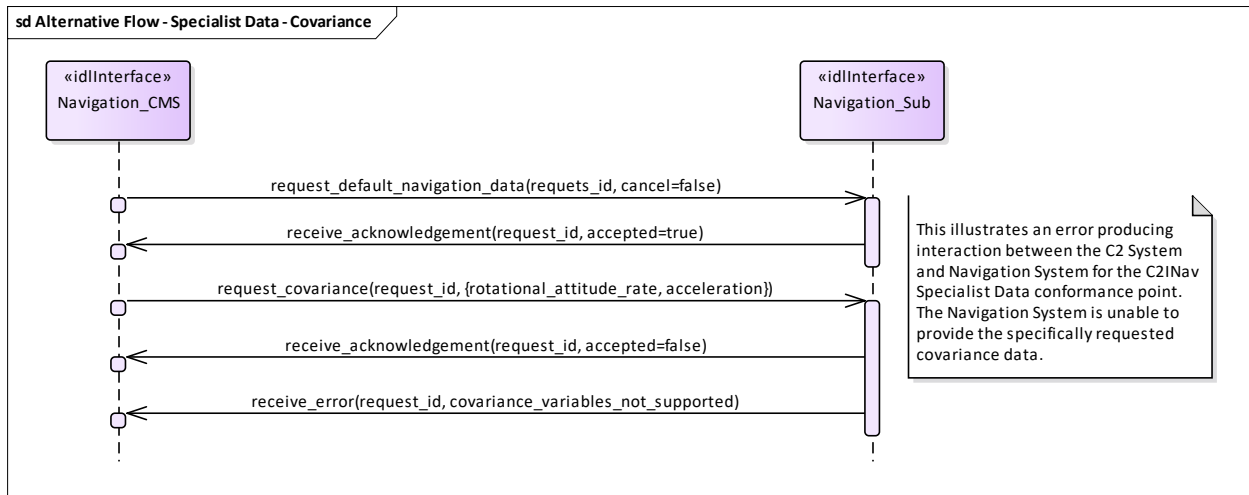 sd Alternative Flow - Specialist Data - Covariance
«idlInterface»
Navigation_CMS
«idlInterface»
Navigation_Sub
request_default_navigation_data(requets_id, cancel=false)
receive_acknowledgement(request_id, accepted=true)
request_covariance(request_id, {rotational_attitude_rate, acceleration})
receive_acknowledgement(request_id, accepted=false)
receive_error(request_id, covariance_variables_not_supported)
This illustrates an error producing
interaction between the C2 System
and Navigation System for the C2INav
Specialist Data conformance point.
The Navigation System is unable to
provide the specifically requested
covariance data.